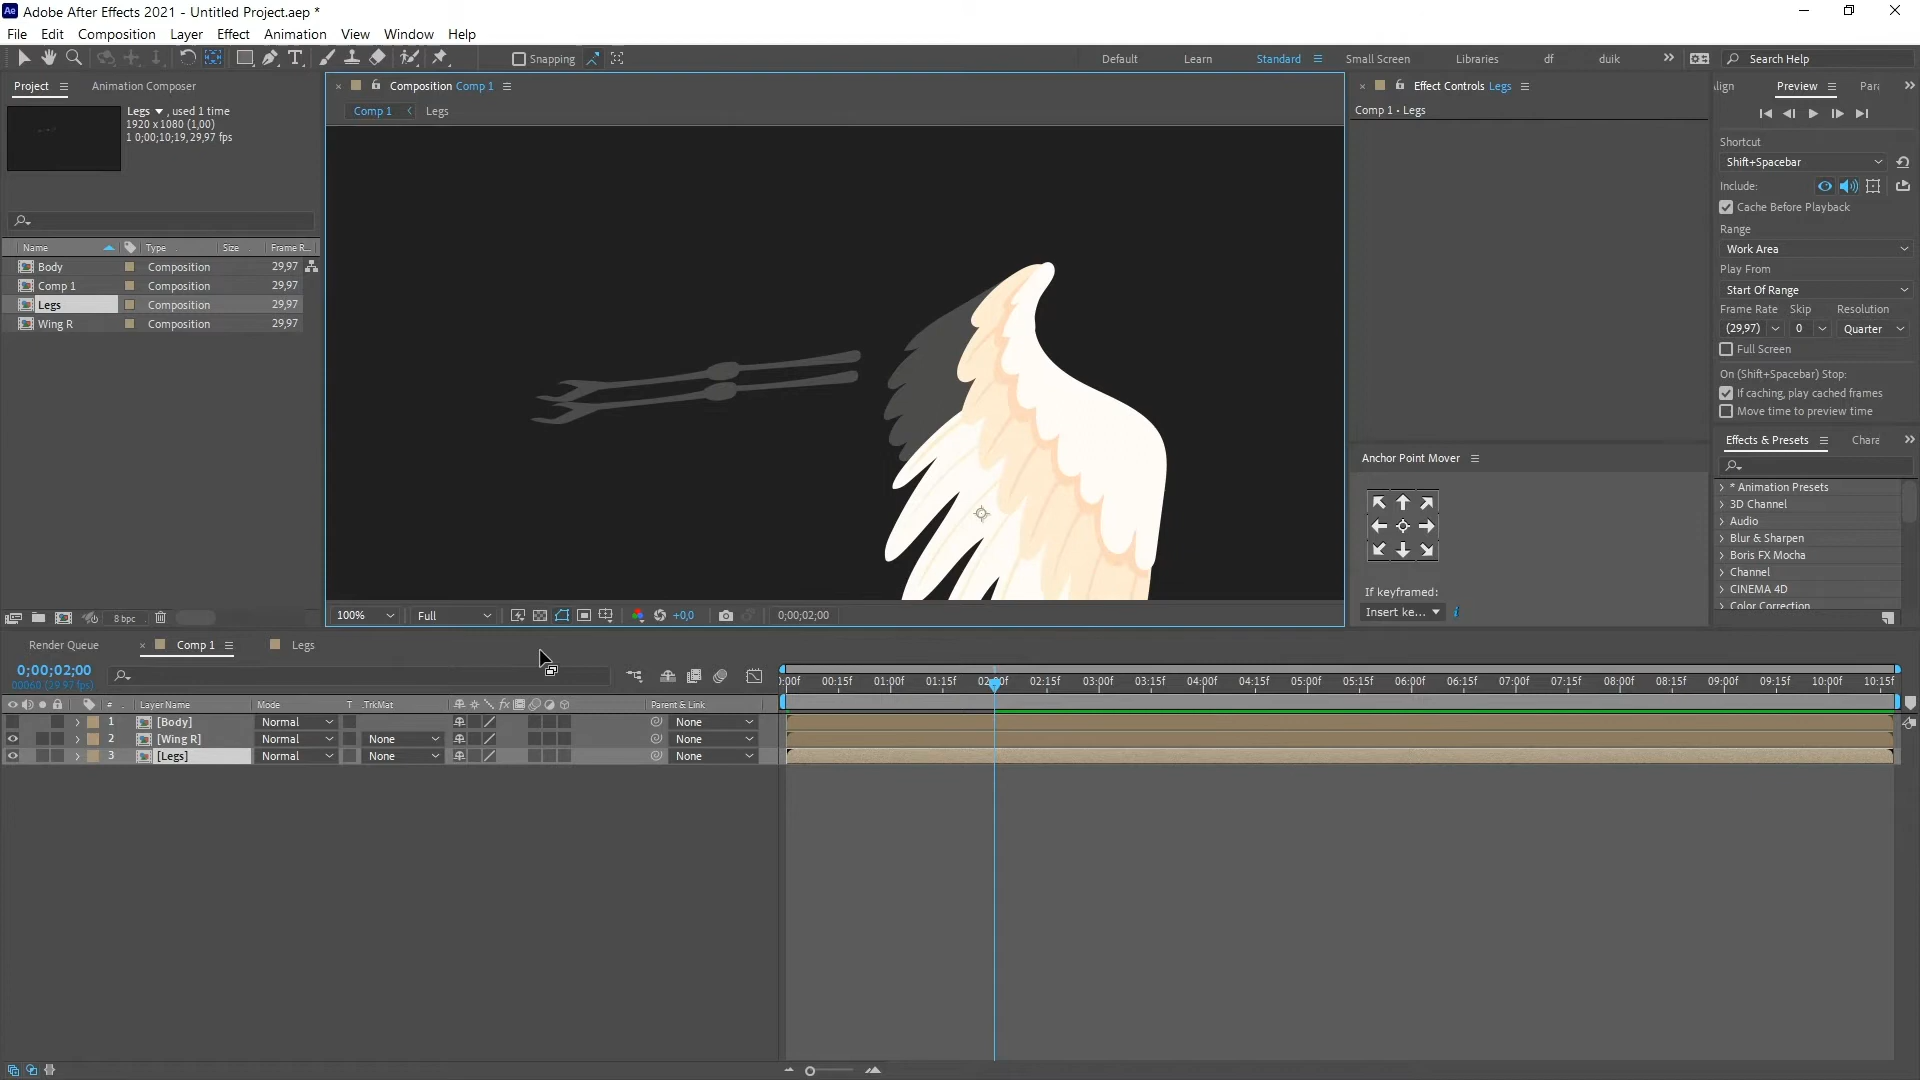 Adobe After Effects 2021 - Untitled Project.aep *
File Edit Composition Layer Effect Animation View Window Help
Snapping Default Learn Standard Small Screen Libraries df duik Search Help
Project Animation Composer
Legs , used 1 time
1920 x 1080 (1,00)
29,97 fps
Name Type Size Frame R...
Body Composition 29,97
Comp 1 Composition 29,97
Legs Composition 29,97
Wing R Composition 29,97
8 bpc
Composition Comp 1
Comp 1 Legs
100% Full +0,0 0;00;02;00
Effect Controls Legs
Comp 1 • Legs
Anchor Point Mover
If keyframed:
Insert ke...
Preview
Shortcut
Shift+Spacebar
Include:
Cache Before Playback
Range
Work Area
Play From
Start Of Range
Frame Rate Skip Resolution
(29,97) 0 Quarter
Full Screen
On (Shift+Spacebar) Stop:
If caching, play cached frames
Move time to preview time
Effects & Presets
* Animation Presets
3D Channel
Audio
Blur & Sharpen
Boris FX Mocha
Channel
CINEMA 4D
Color Correction
Render Queue Comp 1 Legs
0;00;02;00
00060 (29.97 fps)
# Layer Name Mode T .TrkMat fx Parent & Link
1 [Body] Normal None
2 [Wing R] Normal None None
3 [Legs] Normal None None
00:15f 01:00f 01:15f 02:15f 03:00f 03:15f 04:00f 04:15f 05:00f 05:15f 06:00f 06:15f 07:00f 07:15f 08:00f 08:15f 09:00f 09:15f 10:00f 10:15f